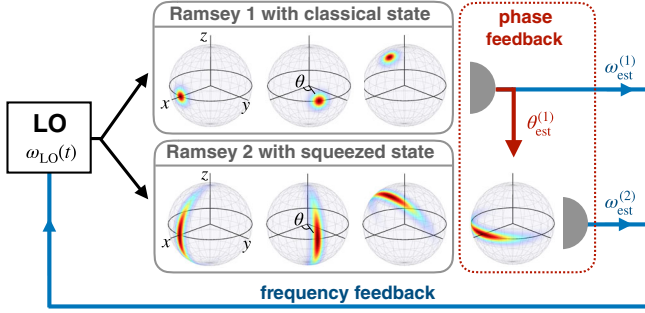 Ramsey 1 with classical state
z
x
y
θ
phase
feedback
ω_est^(1)
θ_est^(1)
LO
ω_LO(t)
Ramsey 2 with squeezed state
z
x
y
θ
ω_est^(2)
frequency feedback